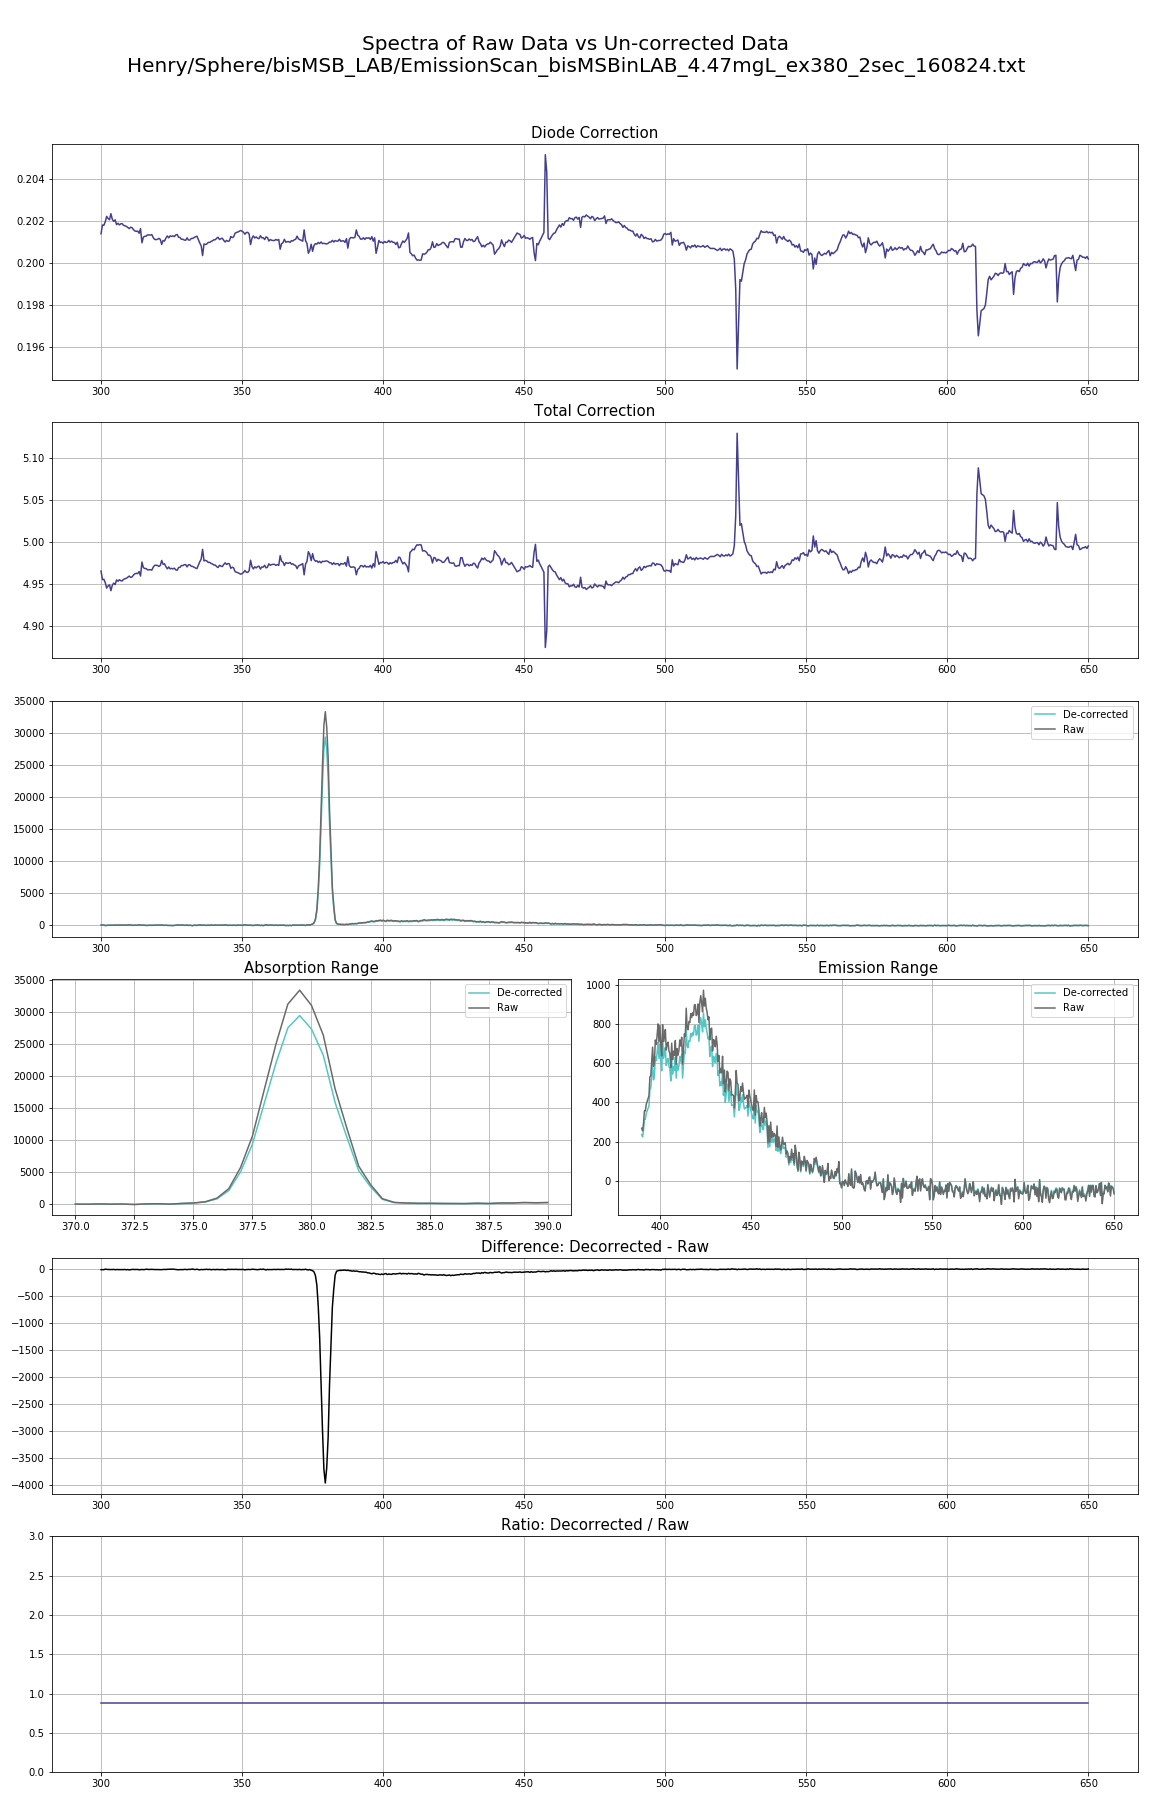 Spectra of Raw Data vs Un-corrected Data
Henry/Sphere/bisMSB_LAB/EmissionScan_bisMSBinLAB_4.47mgL_ex380_2sec_160824.txt
Diode Correction
0.204
0.202
0.200
0.198
0.196
300 350 400 450 500 550 600 650
Total Correction
5.10
5.05
5.00
4.95
4.90
300 350 400 450 500 550 600 650
35000
30000
25000
20000
15000
10000
5000
0
De-corrected
Raw
300 350 400 450 500 550 600 650
Absorption Range
35000
30000
25000
20000
15000
10000
5000
0
De-corrected
Raw
370.0 372.5 375.0 377.5 380.0 382.5 385.0 387.5 390.0
Emission Range
1000
800
600
400
200
0
De-corrected
Raw
400 450 500 550 600 650
Difference: Decorrected - Raw
0
−500
−1000
−1500
−2000
−2500
−3000
−3500
−4000
300 350 400 450 500 550 600 650
Ratio: Decorrected / Raw
3.0
2.5
2.0
1.5
1.0
0.5
0.0
300 350 400 450 500 550 600 650